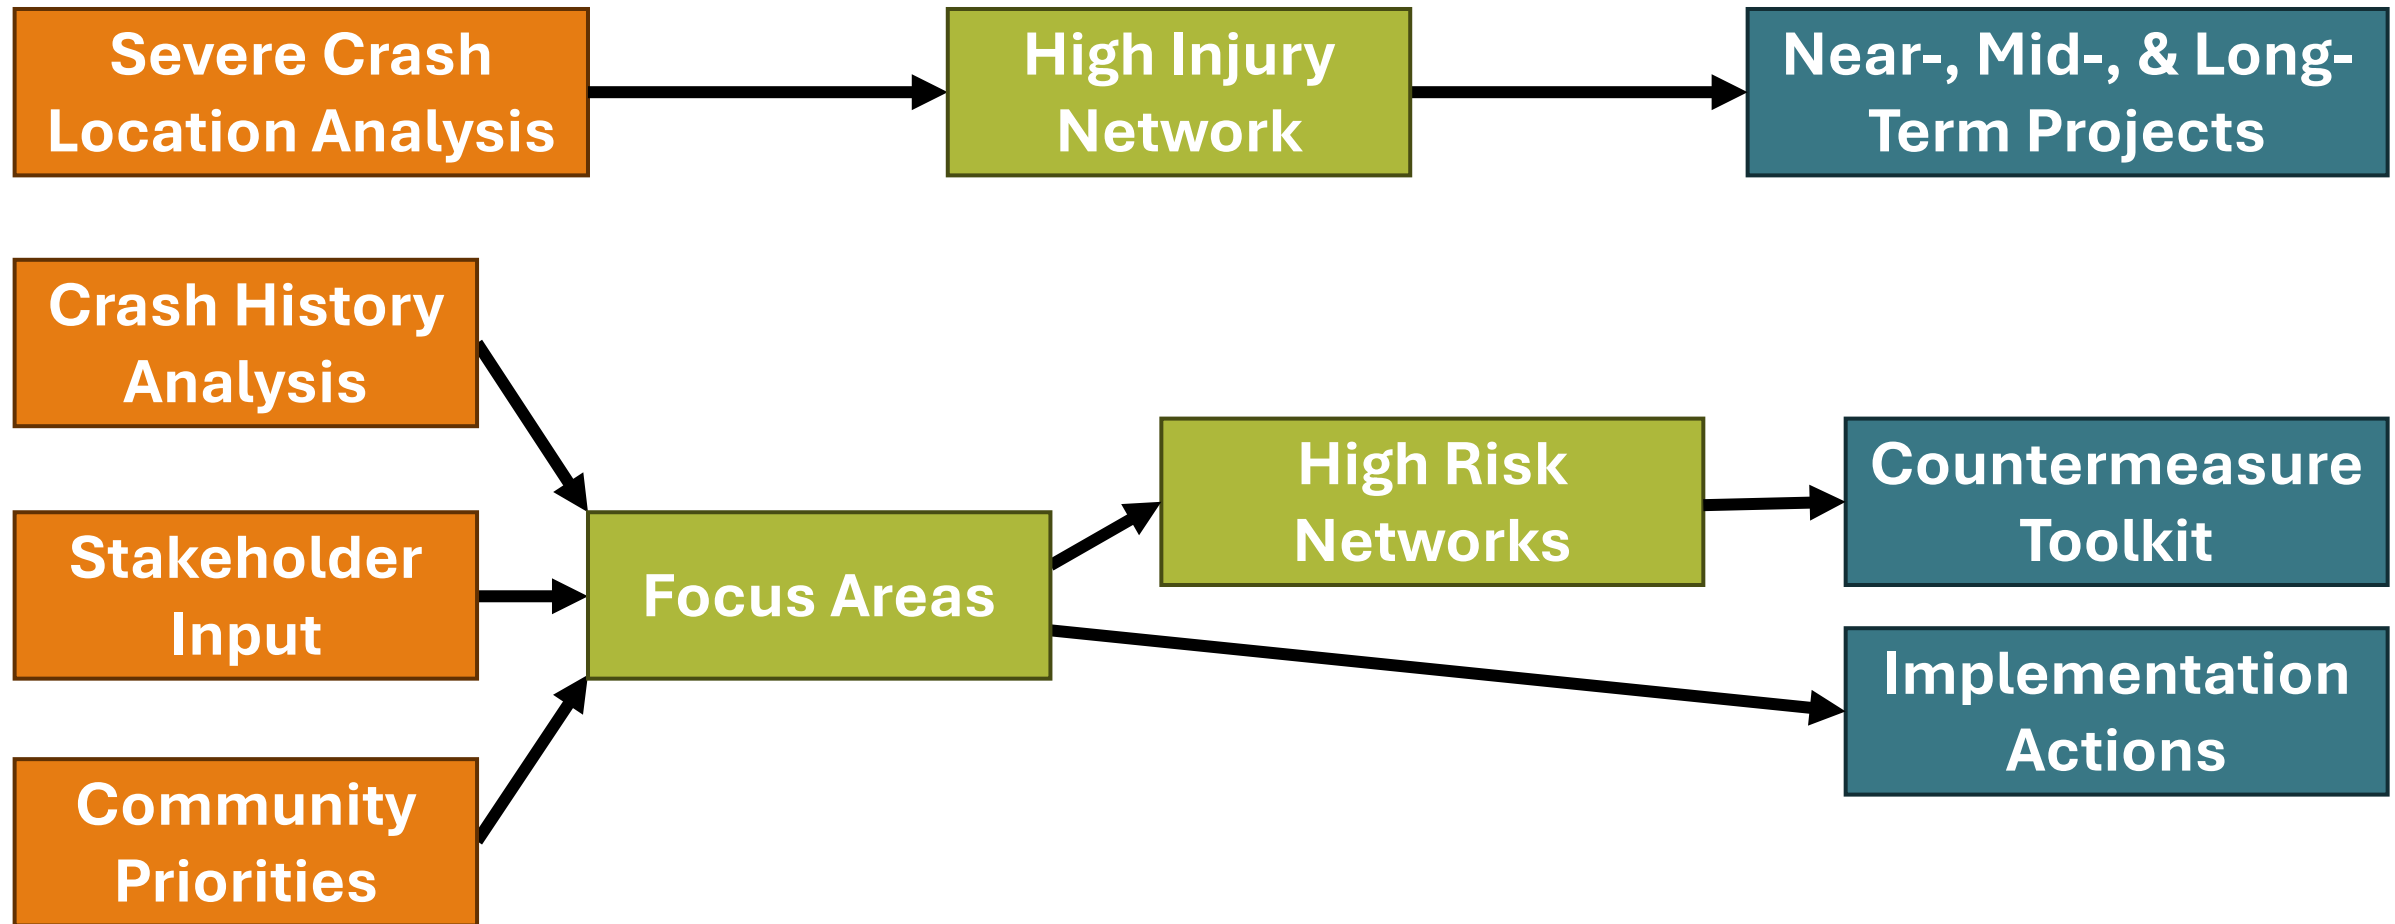 Severe Crash
Location Analysis
High Injury
Network
Near-, Mid-, & Long-
Term Projects
Crash History
Analysis
Stakeholder
Input
Community
Priorities
Focus Areas
High Risk
Networks
Countermeasure
Toolkit
Implementation
Actions